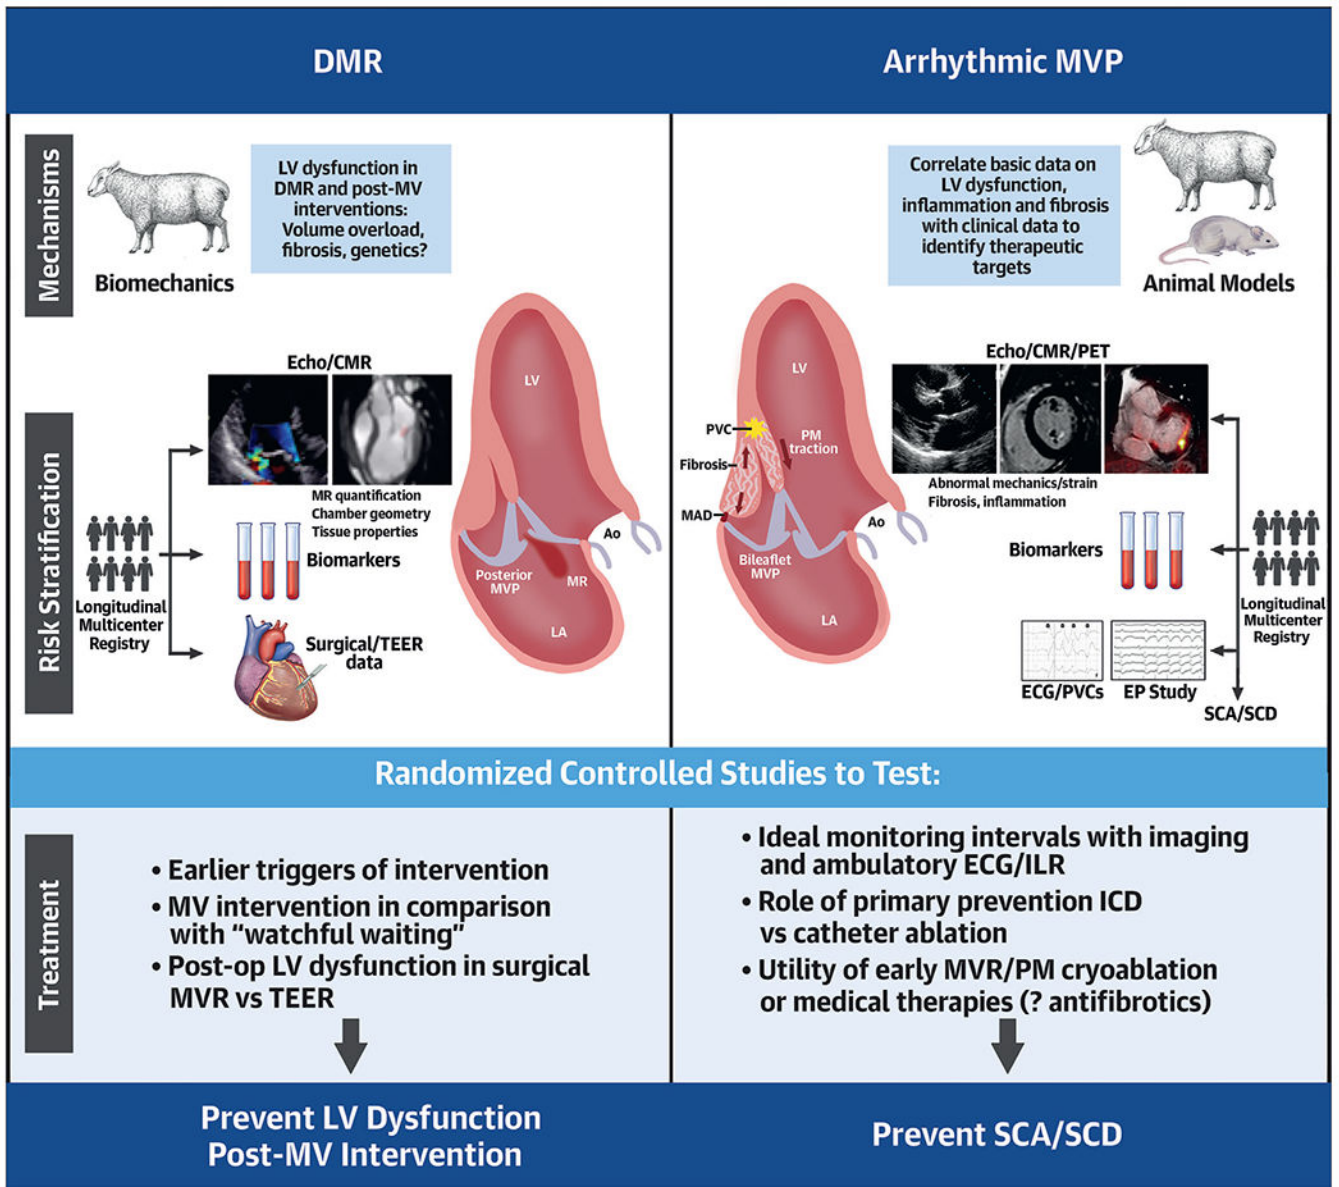 DMR
Arrhythmic MVP
Mechanisms
LV dysfunction in
DMR and post-MV
interventions:
Volume overload,
fibrosis, genetics?
Biomechanics
Correlate basic data on
LV dysfunction,
inflammation and fibrosis
with clinical data to
identify therapeutic
targets
Animal Models
Risk Stratification
Echo/CMR
MR quantification
Chamber geometry
Tissue properties
Biomarkers
Longitudinal
Multicenter
Registry
Surgical/TEER
data
LV
Ao
Posterior
MVP
MR
LA
LV
PVC
PM
traction
Fibrosis
MAD
Ao
Bileaflet
MVP
LA
Echo/CMR/PET
Abnormal mechanics/strain
Fibrosis, inflammation
Biomarkers
Longitudinal
Multicenter
Registry
ECG/PVCs
EP Study
SCA/SCD
Randomized Controlled Studies to Test:
Treatment
• Earlier triggers of intervention
• MV intervention in comparison
with “watchful waiting”
• Post-op LV dysfunction in surgical
MVR vs TEER
• Ideal monitoring intervals with imaging
and ambulatory ECG/ILR
• Role of primary prevention ICD
vs catheter ablation
• Utility of early MVR/PM cryoablation
or medical therapies (? antifibrotics)
Prevent LV Dysfunction
Post-MV Intervention
Prevent SCA/SCD